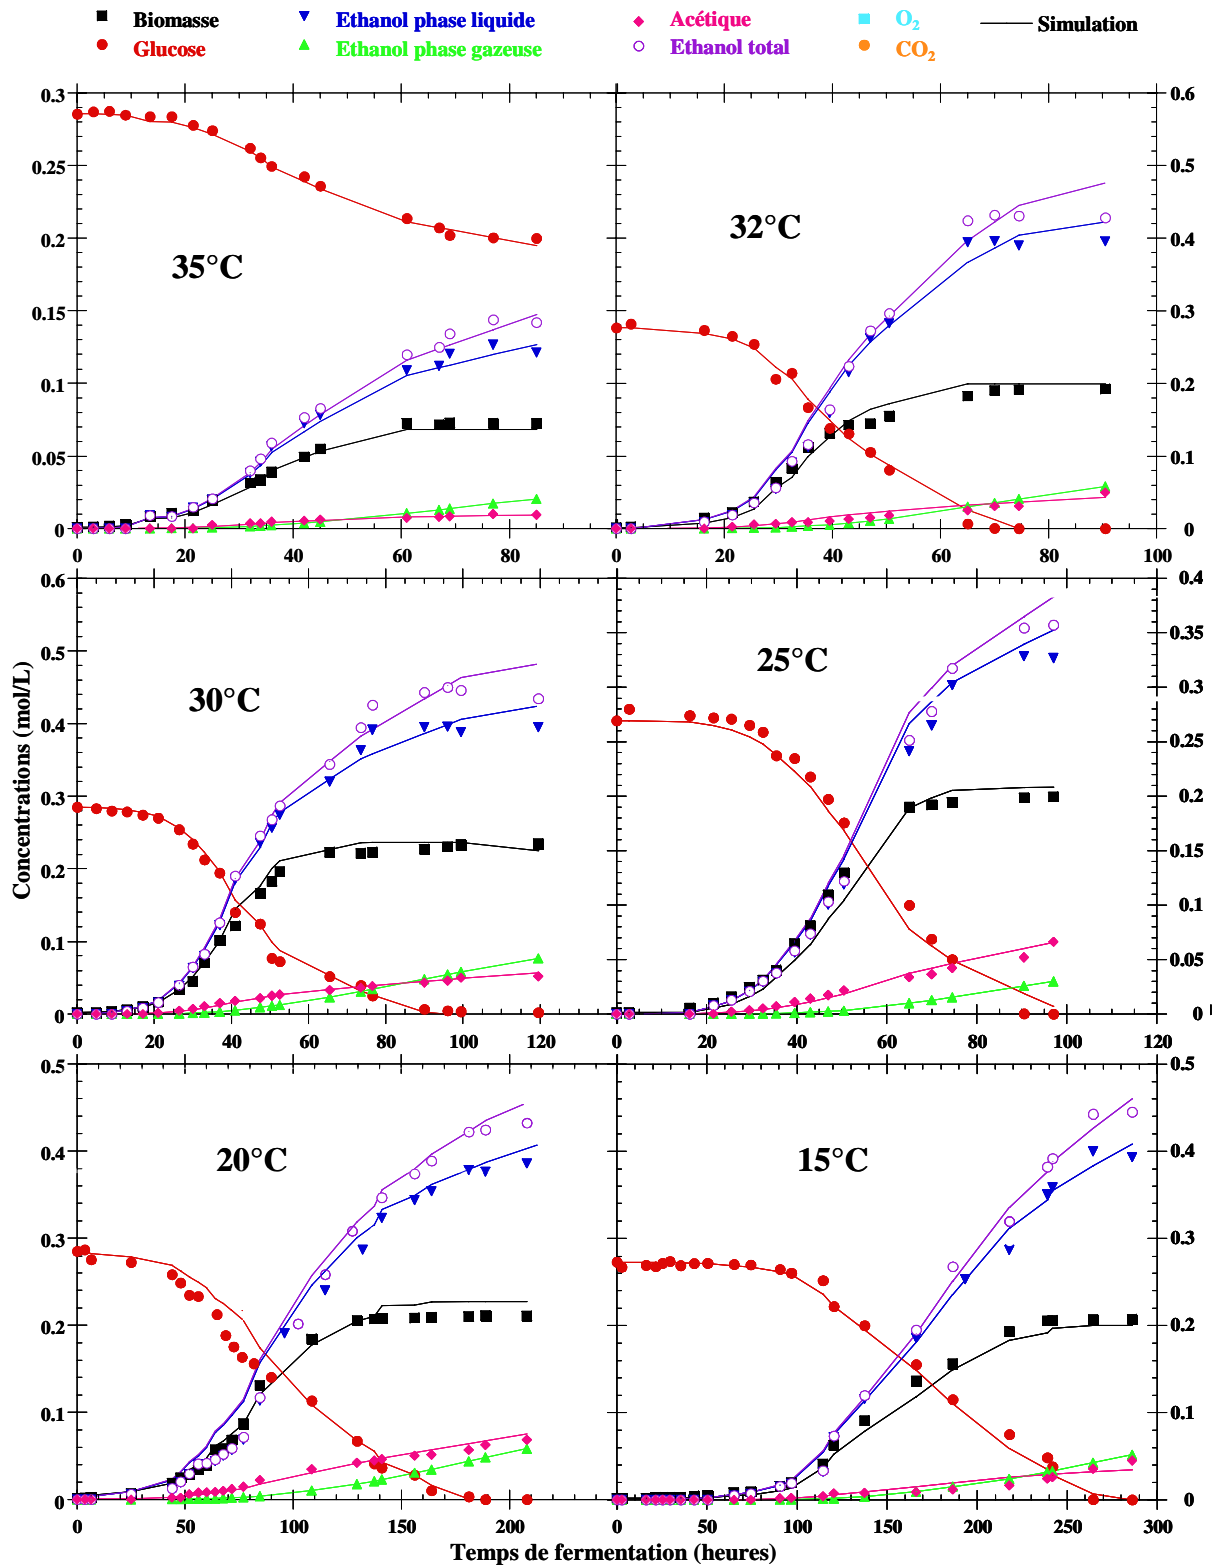 Biomasse Ethanol phase liquide Acétique O2 Simulation
Glucose Ethanol phase gazeuse Ethanol total CO2
0.3 0.6
0.25 0.5
0.2 0.4
0.15 0.3
0.1 0.2
0.05 0.1
0 0
35°C 32°C
0 20 40 60 80 0 20 40 60 80 100
0.6 0.4
0.5 0.35
0.4 0.3
0.3 0.25
0.2 0.2
0.1 0.15
0 0.1
0.05
0
30°C 25°C
Concentrations (mol/L)
0 20 40 60 80 100 120 0 20 40 60 80 100 120
0.5 0.5
0.4 0.4
0.3 0.3
0.2 0.2
0.1 0.1
0 0
20°C 15°C
0 50 100 150 200 0 50 100 150 200 250 300
Temps de fermentation (heures)